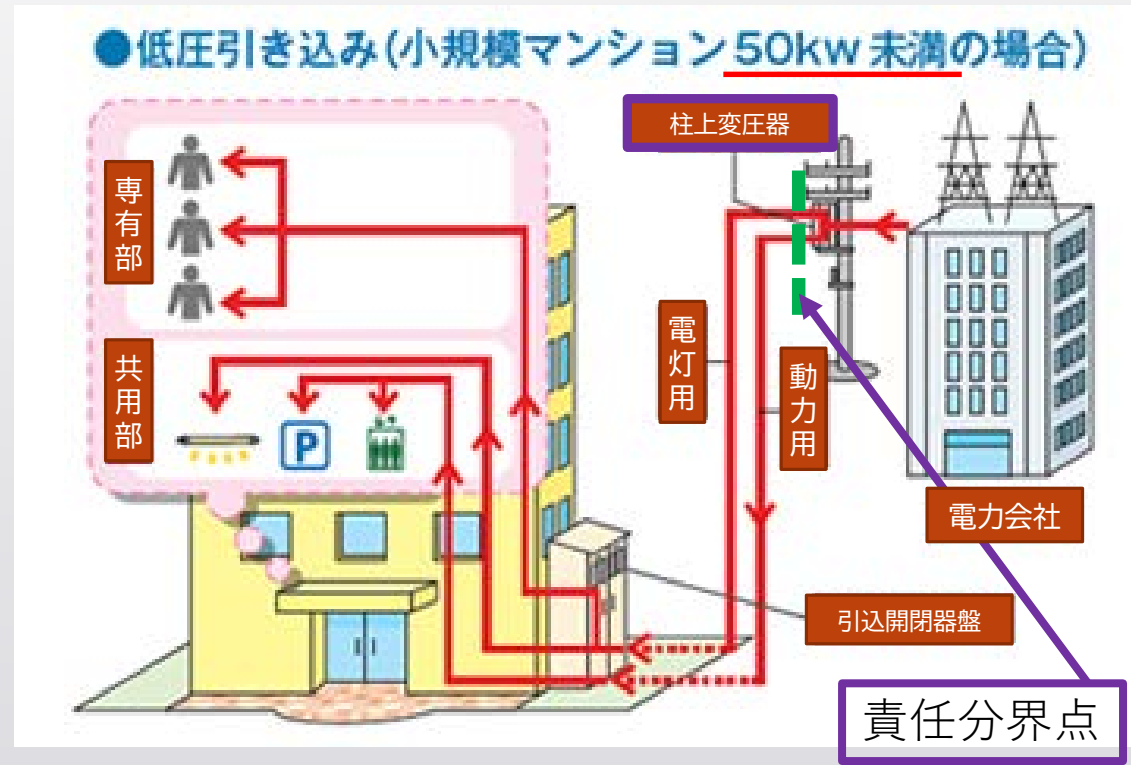 ●低圧引き込み(小規模マンション50kw未満の場合)
柱上変圧器
専有部
共用部
P
電灯用
動力用
電力会社
引込開閉器盤
責任分界点